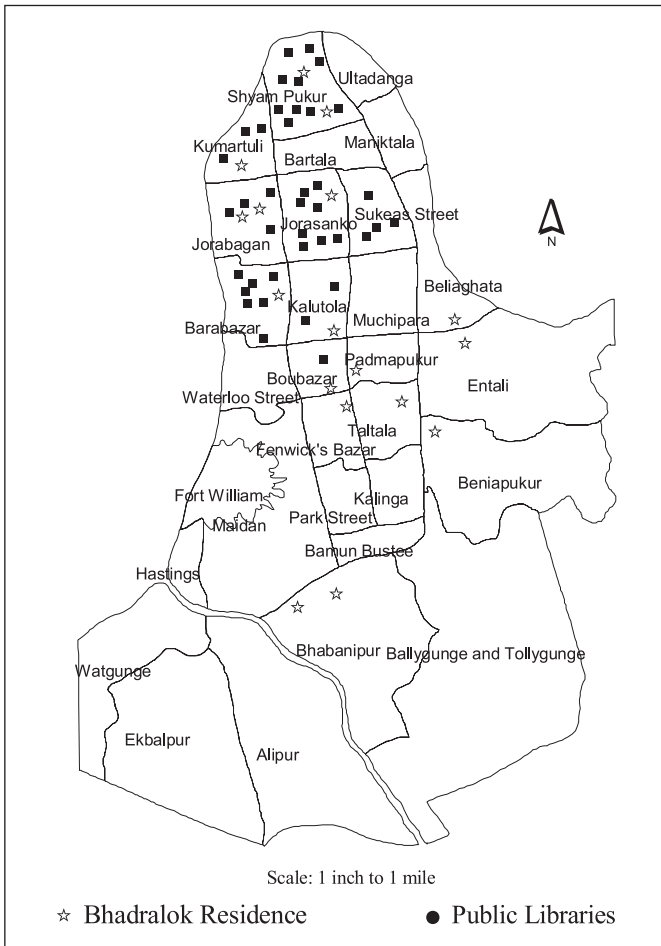 Ultadanga
Shyam Pukur
Kumartuli
Maniktala
Bartala
Jorasanko
Sukeas Street
Jorabagan
Beliaghata
Kalutola
Muchipara
Barabazar
Padmapukur
Boubazar
Entali
Waterloo Street
Taltala
Fenwick's Bazar
Beniapukur
Fort William
Kalinga
Maidan
Park Street
Bamun Bustee
Hastings
Bhabanipur
Ballygunge and Tollygunge
Watgunge
Ekbalpur
Alipur
N
Scale: 1 inch to 1 mile
Bhadralok Residence
Public Libraries